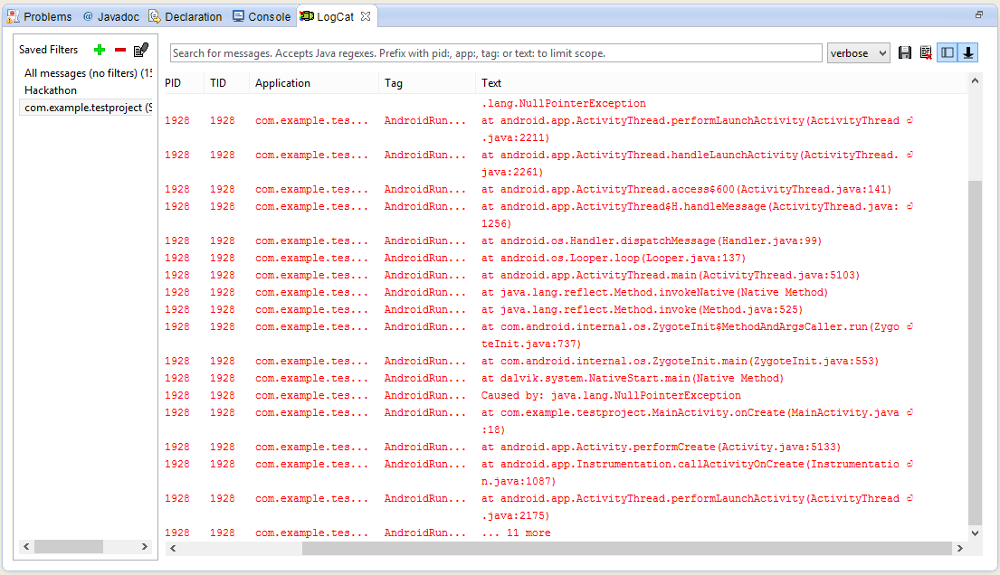 Problems @ Javadoc Declaration Console LogCat
Saved Filters
All messages (no filters) (15
Hackathon
com.example.testproject (S
Search for messages. Accepts Java regexes. Prefix with pid:, app:, tag: or text: to limit scope.
verbose
PID TID Application Tag Text
.lang.NullPointerException
1928 1928 com.example.tes... AndroidRun... at android.app.ActivityThread.performLaunchActivity(ActivityThread
.java:2211)
1928 1928 com.example.tes... AndroidRun... at android.app.ActivityThread.handleLaunchActivity(ActivityThread.
java:2261)
1928 1928 com.example.tes... AndroidRun... at android.app.ActivityThread.access$600(ActivityThread.java:141)
1928 1928 com.example.tes... AndroidRun... at android.app.ActivityThread$H.handleMessage(ActivityThread.java:
1256)
1928 1928 com.example.tes... AndroidRun... at android.os.Handler.dispatchMessage(Handler.java:99)
1928 1928 com.example.tes... AndroidRun... at android.os.Looper.loop(Looper.java:137)
1928 1928 com.example.tes... AndroidRun... at android.app.ActivityThread.main(ActivityThread.java:5103)
1928 1928 com.example.tes... AndroidRun... at java.lang.reflect.Method.invokeNative(Native Method)
1928 1928 com.example.tes... AndroidRun... at java.lang.reflect.Method.invoke(Method.java:525)
1928 1928 com.example.tes... AndroidRun... at com.android.internal.os.ZygoteInit$MethodAndArgsCaller.run(Zygo
teInit.java:737)
1928 1928 com.example.tes... AndroidRun... at com.android.internal.os.ZygoteInit.main(ZygoteInit.java:553)
1928 1928 com.example.tes... AndroidRun... at dalvik.system.NativeStart.main(Native Method)
1928 1928 com.example.tes... AndroidRun... Caused by: java.lang.NullPointerException
1928 1928 com.example.tes... AndroidRun... at com.example.testproject.MainActivity.onCreate(MainActivity.java
:18)
1928 1928 com.example.tes... AndroidRun... at android.app.Activity.performCreate(Activity.java:5133)
1928 1928 com.example.tes... AndroidRun... at android.app.Instrumentation.callActivityOnCreate(Instrumentatio
n.java:1087)
1928 1928 com.example.tes... AndroidRun... at android.app.ActivityThread.performLaunchActivity(ActivityThread
.java:2175)
1928 1928 com.example.tes... AndroidRun... ... 11 more